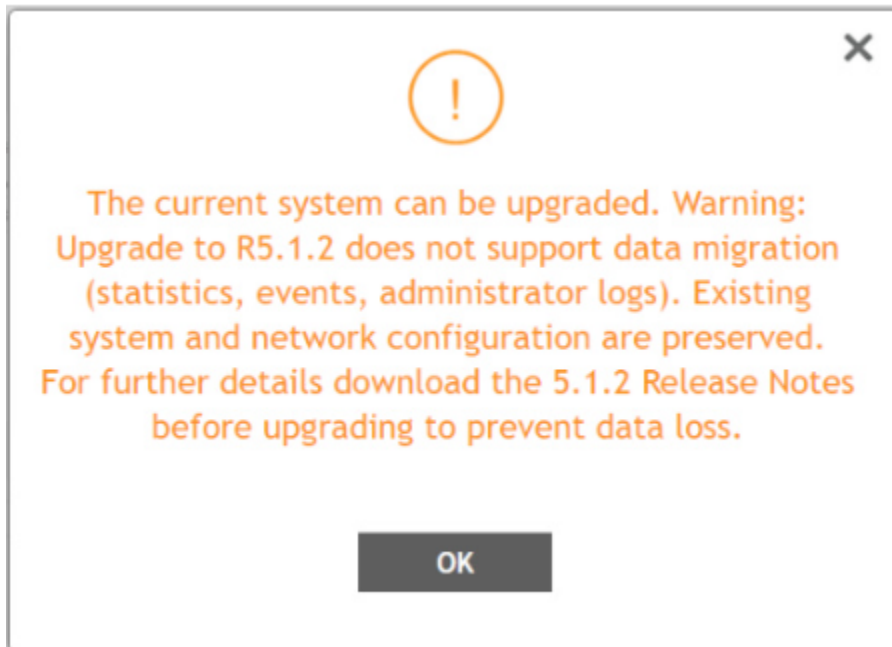 !
The current system can be upgraded. Warning:
Upgrade to R5.1.2 does not support data migration
(statistics, events, administrator logs). Existing
system and network configuration are preserved.
For further details download the 5.1.2 Release Notes
before upgrading to prevent data loss.
OK